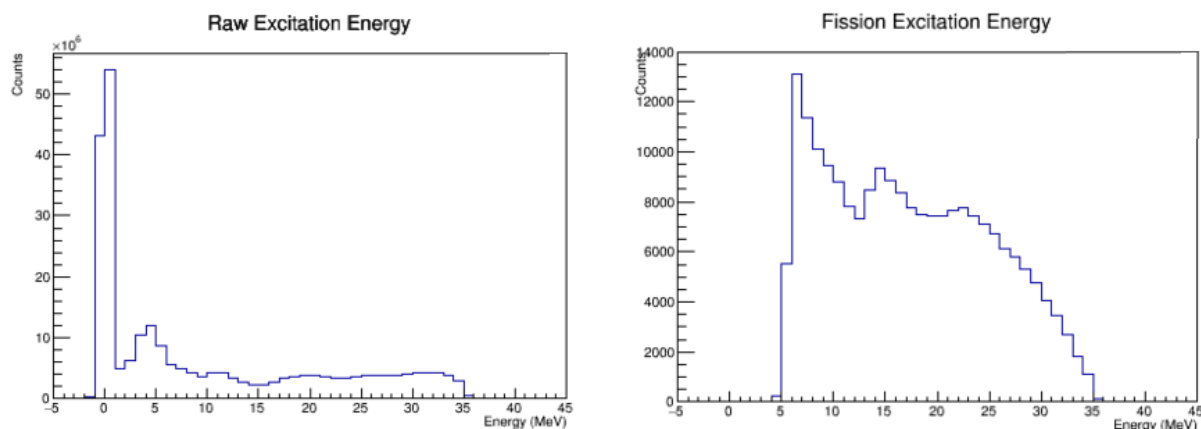 Raw Excitation Energy
×10⁶
Counts
50
40
30
20
10
0
−5 0 5 10 15 20 25 30 35 40 45
Energy (MeV)
Fission Excitation Energy
Counts
14000
12000
10000
8000
6000
4000
2000
0
−5 0 5 10 15 20 25 30 35 40 45
Energy (MeV)